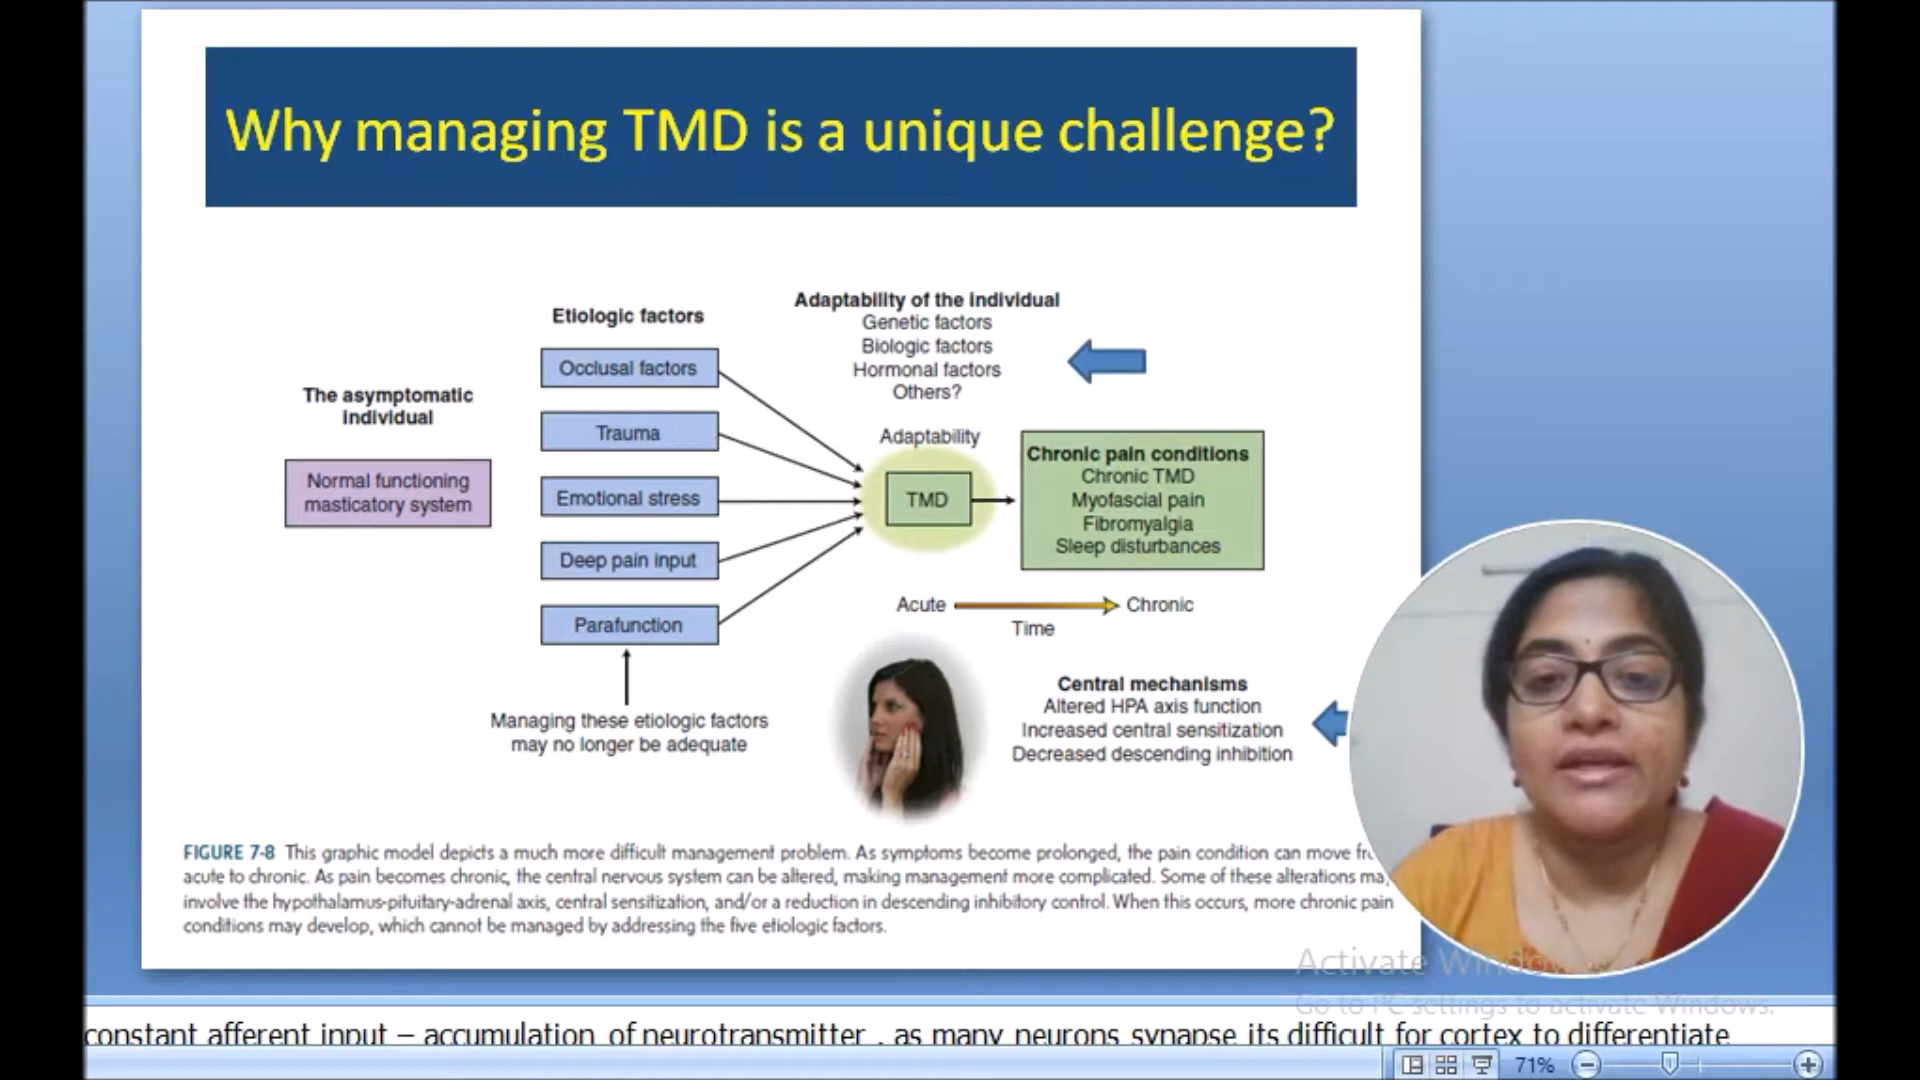 Why managing TMD is a unique challenge?
Etiologic factors
Occlusal factors
Trauma
Emotional stress
Deep pain input
Parafunction
Managing these etiologic factors
may no longer be adequate
The asymptomatic
individual
Normal functioning
masticatory system
Adaptability of the individual
Genetic factors
Biologic factors
Hormonal factors
Others?
Adaptability
TMD
Chronic pain conditions
Chronic TMD
Myofascial pain
Fibromyalgia
Sleep disturbances
Acute
Chronic
Time
Central mechanisms
Altered HPA axis function
Increased central sensitization
Decreased descending inhibition
FIGURE 7-8 This graphic model depicts a much more difficult management problem. As symptoms become prolonged, the pain condition can move
acute to chronic. As pain becomes chronic, the central nervous system can be altered, making management more complicated. Some of these alterations
involve the hypothalamus-pituitary-adrenal axis, central sensitization, and/or a reduction in descending inhibitory control. When this occurs, more chronic pain
conditions may develop, which cannot be managed by addressing the five etiologic factors.
Activate Windows
Go to PC settings to activate Windows.
constant afferent input – accumulation of neurotransmitter , as many neurons synapse its difficult for cortex to differentiate
71%